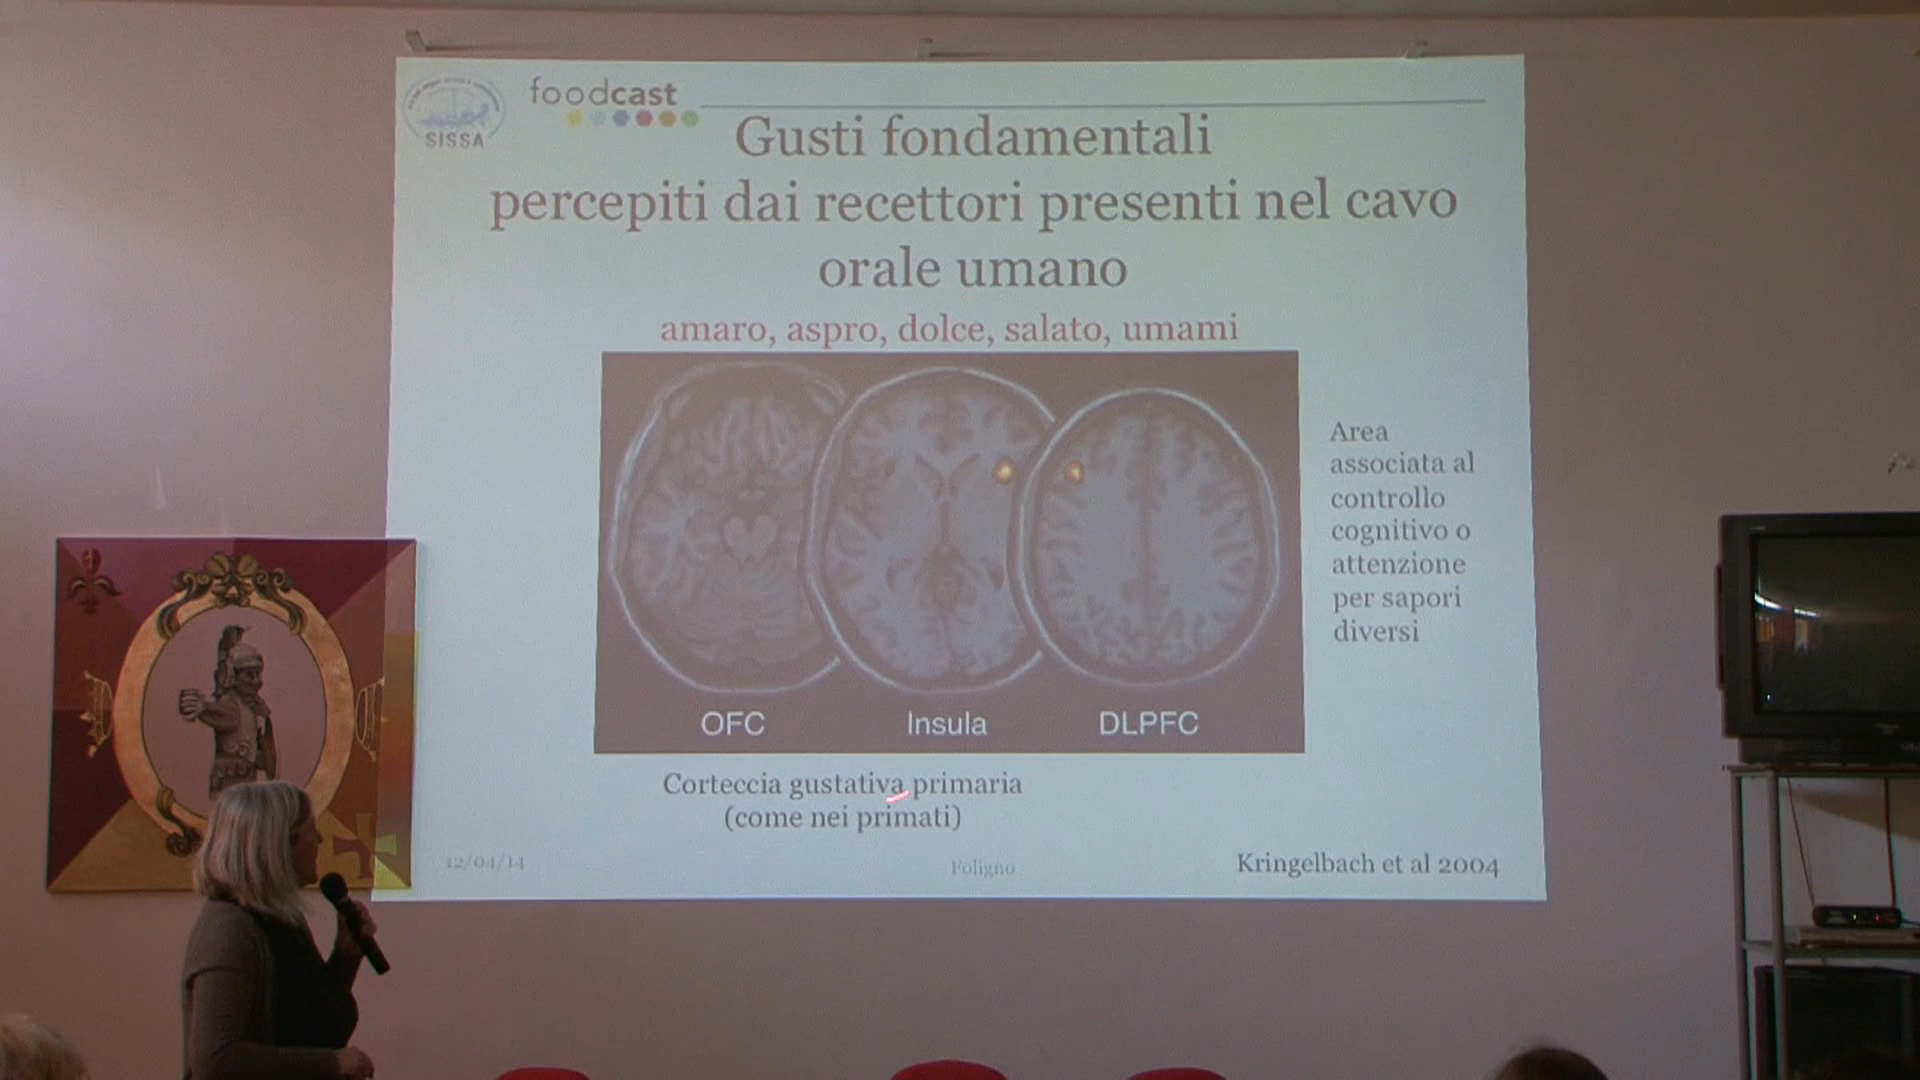 SISSA
foodcast
Gusti fondamentali
percepiti dai recettori presenti nel cavo
orale umano
amaro, aspro, dolce, salato, umami
Area
associata al
controllo
cognitivo o
attenzione
per sapori
diversi
OFC
Insula
DLPFC
Corteccia gustativa primaria
(come nei primati)
12/04/14
Foligno
Kringelbach et al 2004